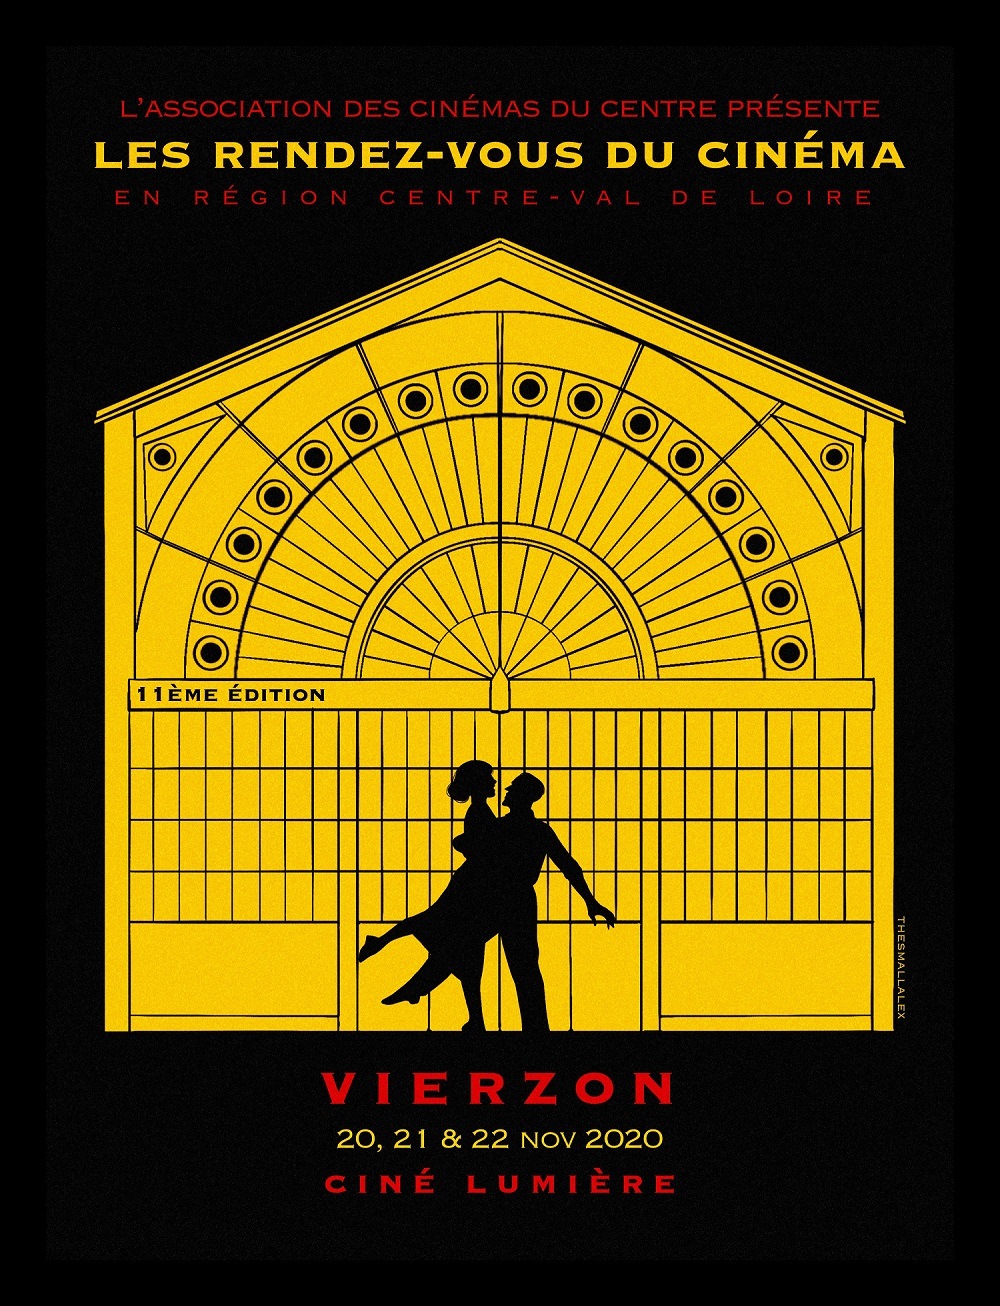 L'ASSOCIATION DES CINÉMAS DU CENTRE PRÉSENTE
LES RENDEZ-VOUS DU CINÉMA
EN RÉGION CENTRE-VAL DE LOIRE
11ÈME ÉDITION
THESMALLALEX
VIERZON
20, 21 & 22 NOV 2020
CINÉ LUMIÈRE